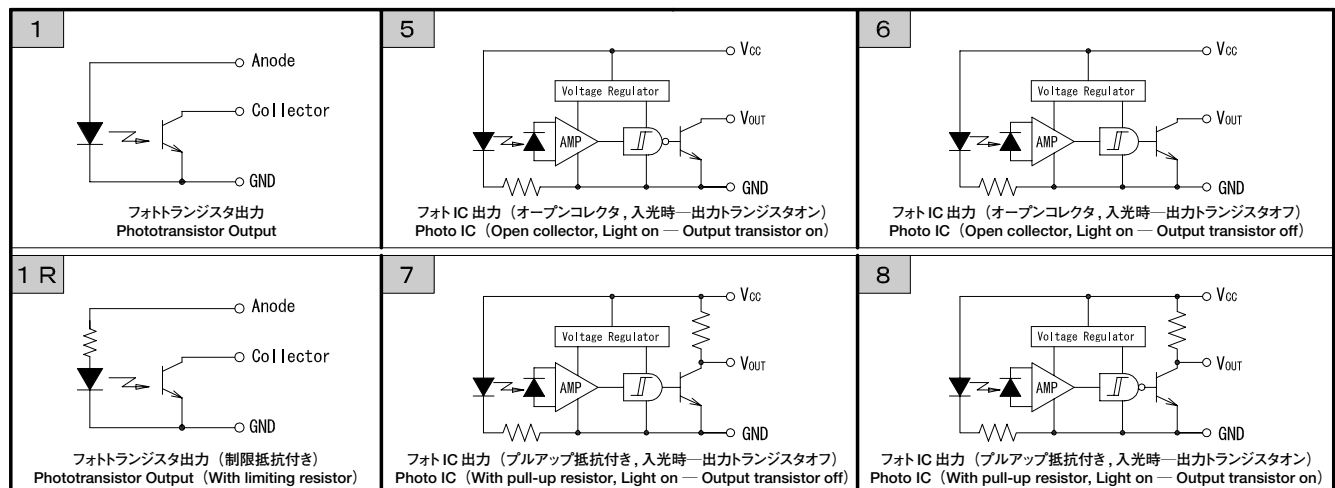 1
Anode
Collector
GND
フォトトランジスタ出力
Phototransistor Output
5
Vcc
Voltage Regulator
AMP
VOUT
GND
フォト IC 出力（オープンコレクタ , 入光時—出力トランジスタオン）
Photo IC（Open collector, Light on — Output transistor on）
6
Vcc
Voltage Regulator
AMP
VOUT
GND
フォト IC 出力（オープンコレクタ , 入光時—出力トランジスタオフ）
Photo IC（Open collector, Light on — Output transistor off）
1 R
Anode
Collector
GND
フォトトランジスタ出力（制限抵抗付き）
Phototransistor Output（With limiting resistor）
7
Vcc
Voltage Regulator
AMP
VOUT
GND
フォト IC 出力（プルアップ抵抗付き , 入光時—出力トランジスタオフ）
Photo IC（With pull-up resistor, Light on — Output transistor off）
8
Vcc
Voltage Regulator
AMP
VOUT
GND
フォト IC 出力（プルアップ抵抗付き , 入光時—出力トランジスタオン）
Photo IC（With pull-up resistor, Light on — Output transistor on）